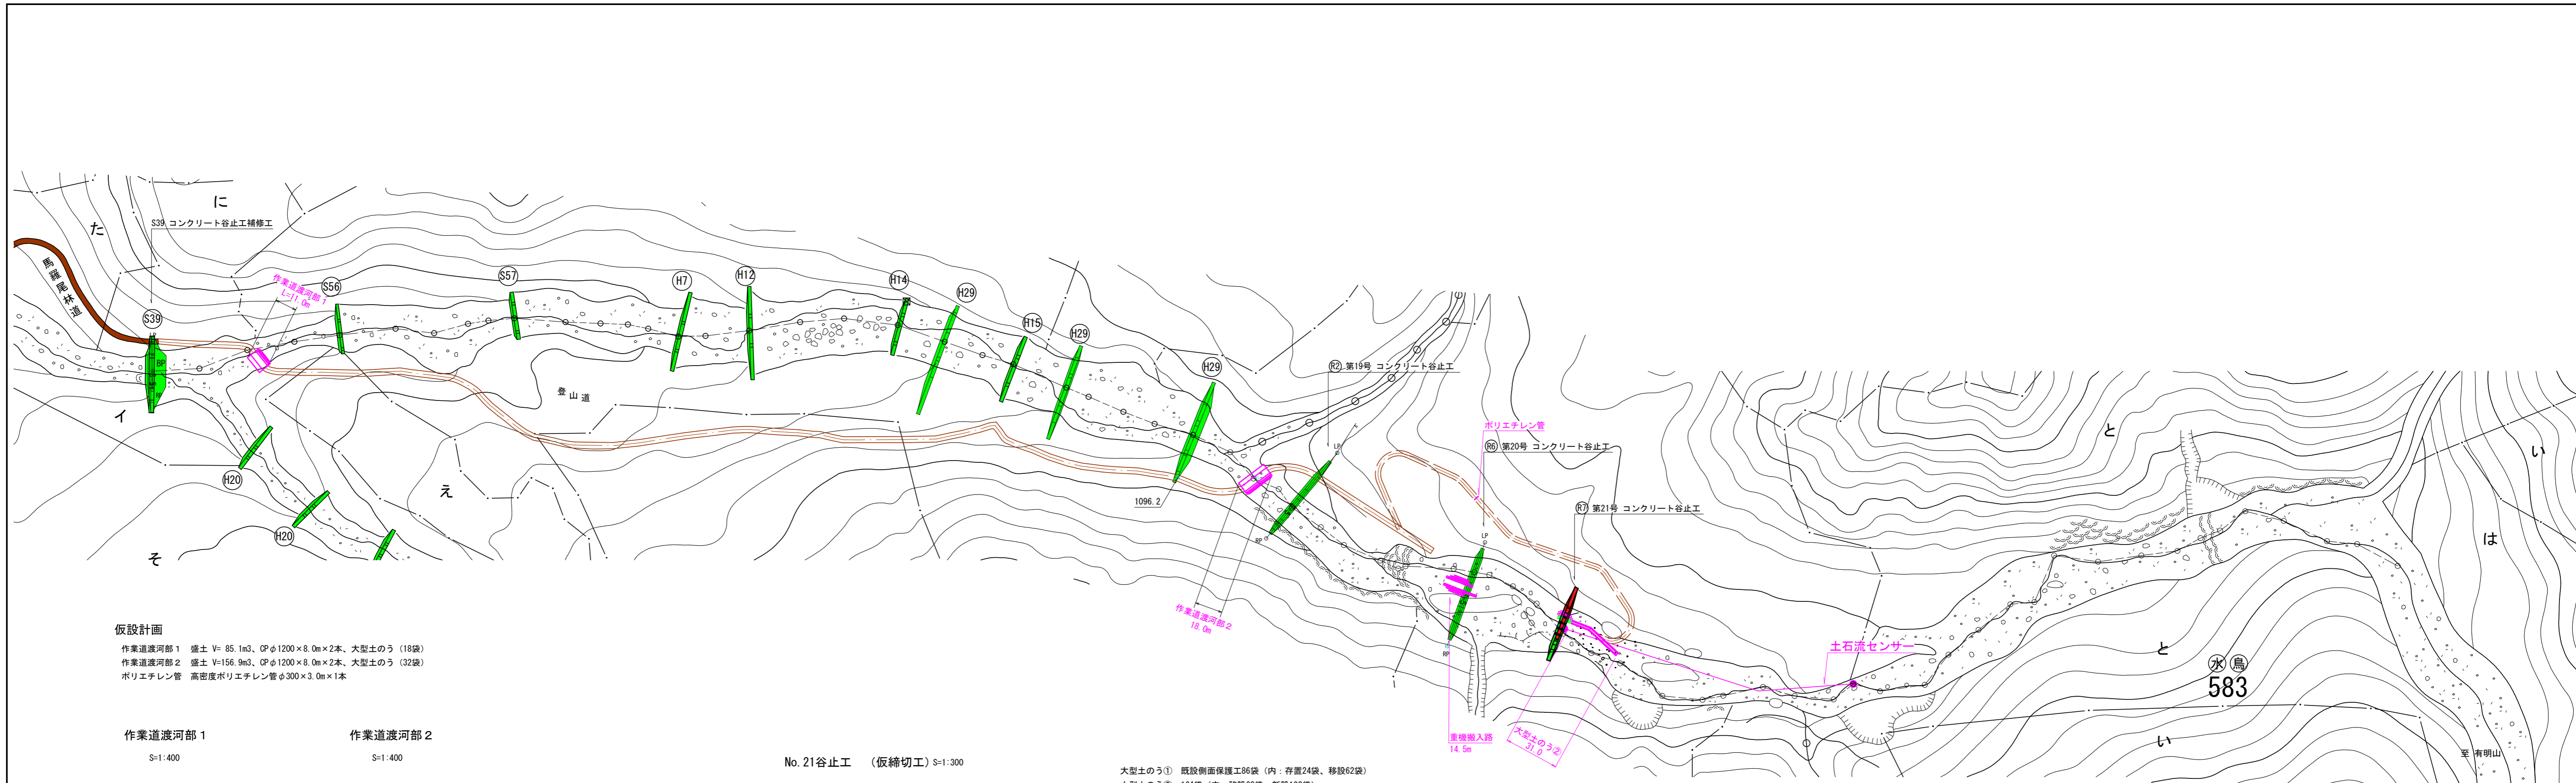 に
た
S39 コンクリート谷止工補修工
馬羅尾林道
作業道渡河部1
L=11.0m
S39
LP
BP
RP
S56
S57
H7
H12
H14
H29
H15
H29
H29
イ
H20
H20
え
そ
登山道
1096.2
R2 第19号 コンクリート谷止工
LP
RP
ポリエチレン管
R6 第20号 コンクリート谷止工
LP
RP
R7 第21号 コンクリート谷止工
作業道渡河部2
18.0m
重機搬入路
14.5m
大型土のう②
31.0
土石流センサー
と
い
は
と
水 鳥
583
い
至 有明山
仮設計画
作業道渡河部1 盛土 V= 85.1m3、CPφ1200×8.0m×2本、大型土のう(18袋)
作業道渡河部2 盛土 V=156.9m3、CPφ1200×8.0m×2本、大型土のう(32袋)
ポリエチレン管 高密度ポリエチレン管φ300×3.0m×1本
作業道渡河部1
S=1:400
作業道渡河部2
S=1:400
No.21谷止工 (仮締切工) S=1:300
大型土のう① 既設側面保護工86袋(内:存置24袋、移設62袋)